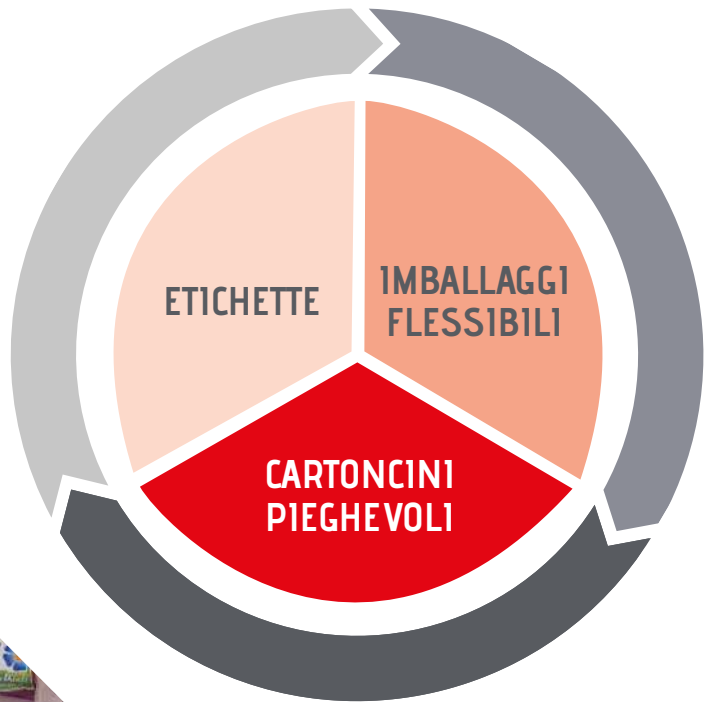 ETICHETTE
IMBALLAGGI
FLESSIBILI
CARTONCINI
PIEGHEVOLI